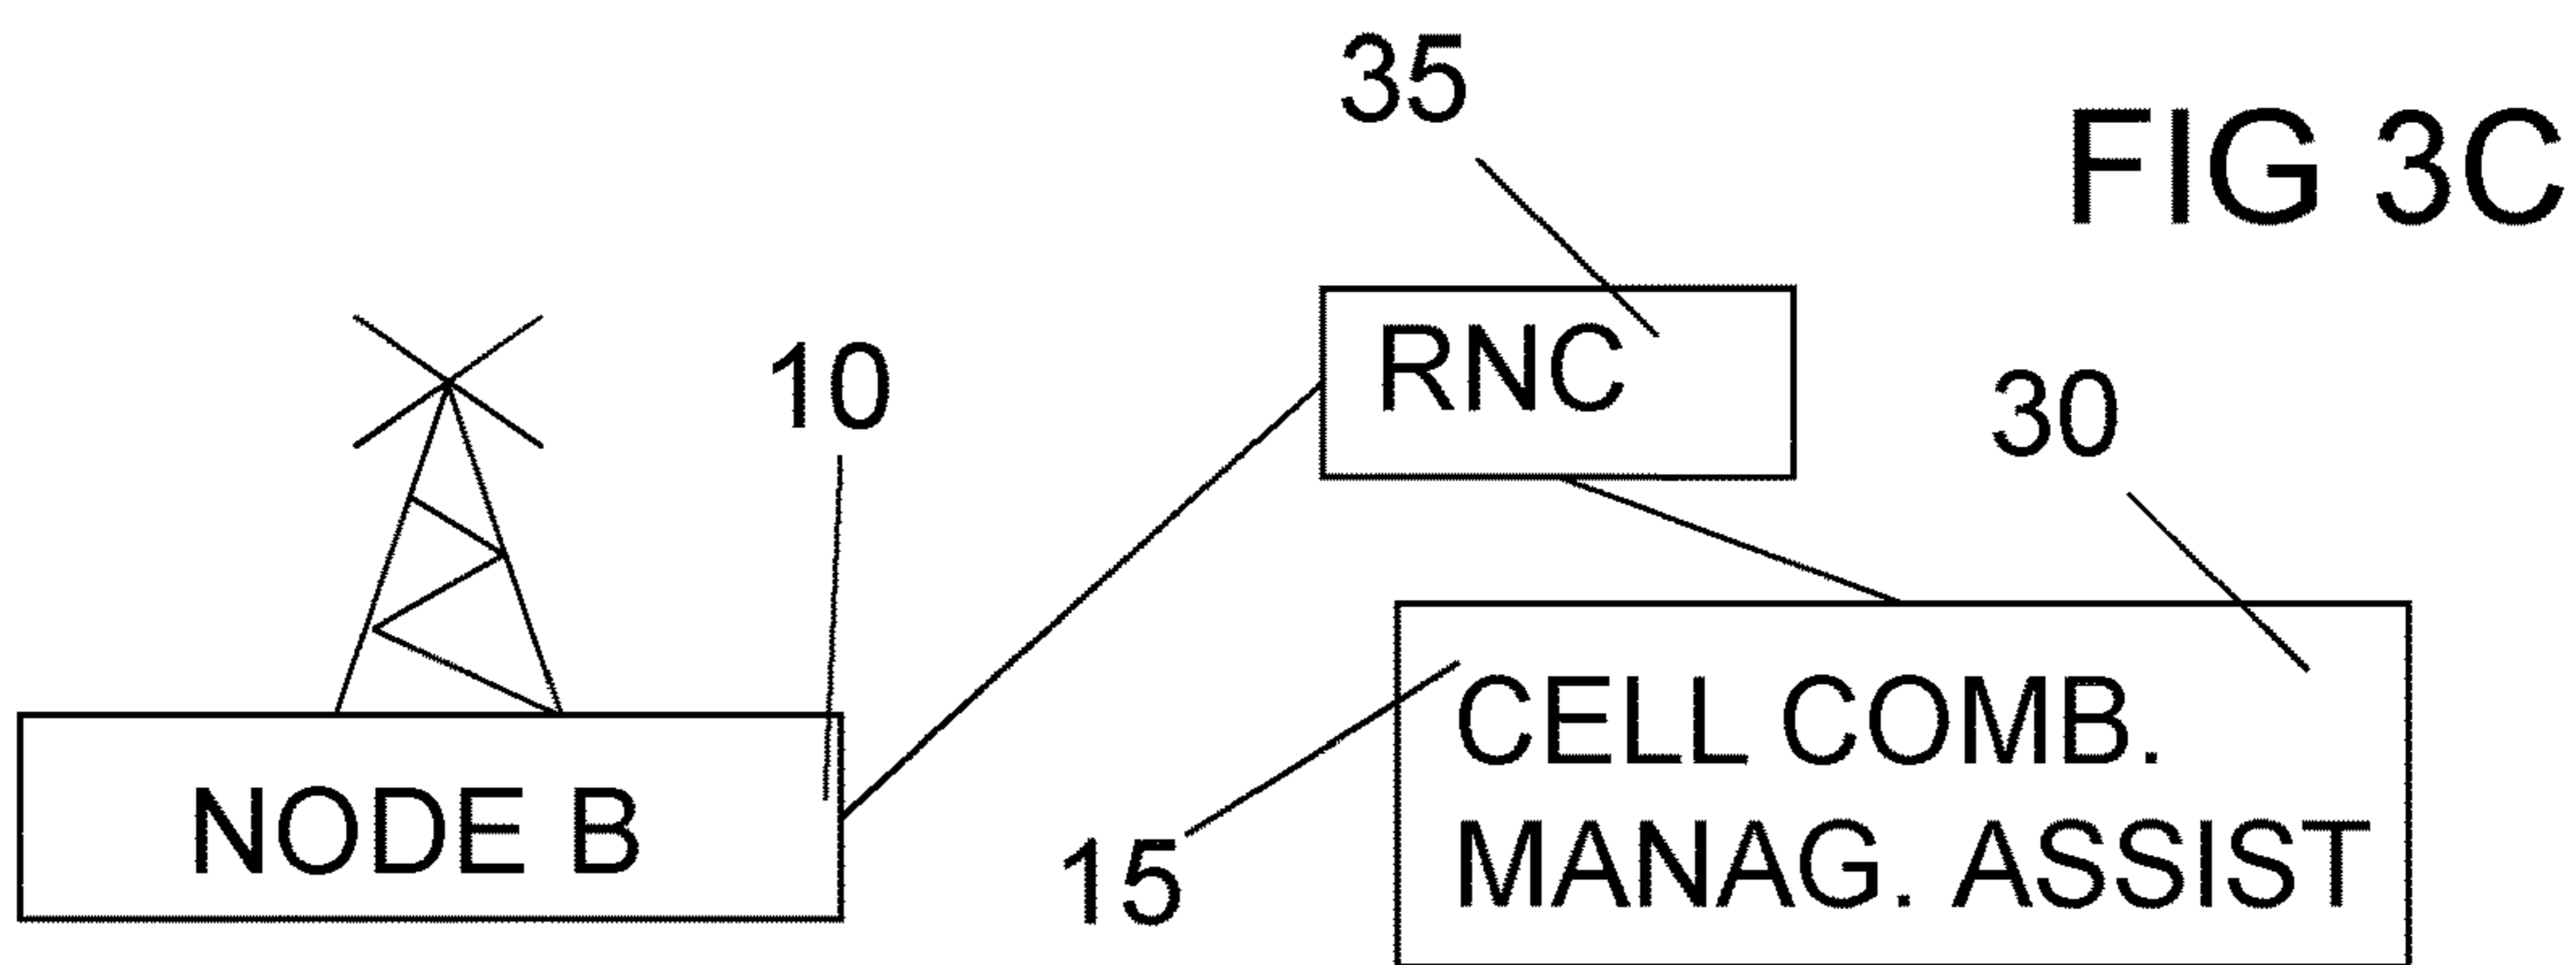 35
FIG 3C
RNC
10
30
CELL COMB.
MANAG. ASSIST
NODE B
15